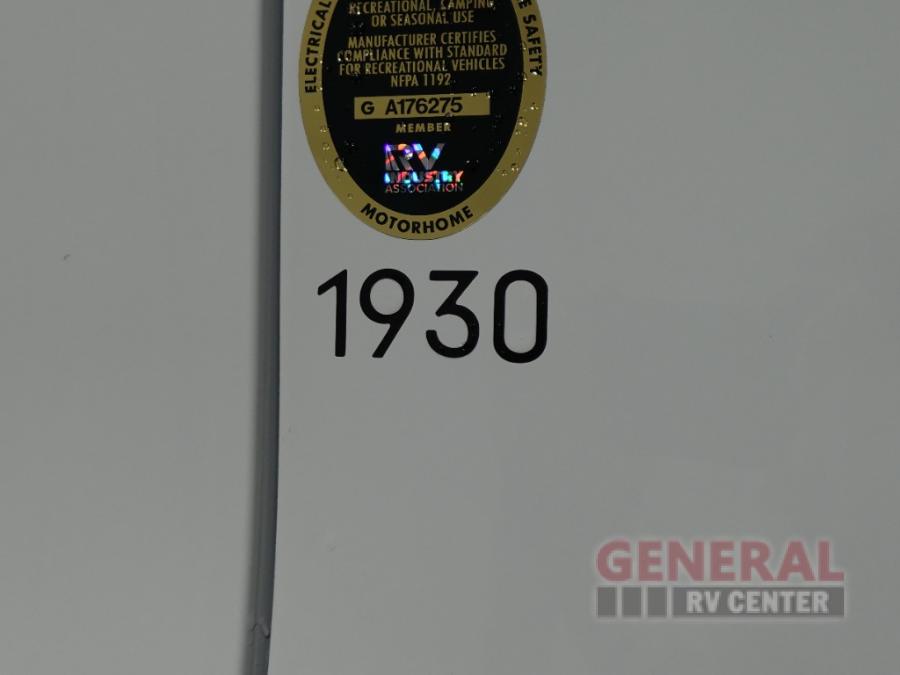 ELECTRICAL
E SAFETY
RECREATIONAL, CAMPING
OR SEASONAL USE
MANUFACTURER CERTIFIES
COMPLIANCE WITH STANDARD
FOR RECREATIONAL VEHICLES
NFPA 1192
G A176275
MEMBER
RV
INDUSTRY
ASSOCIATION
MOTORHOME
1930
GENERAL
RV CENTER